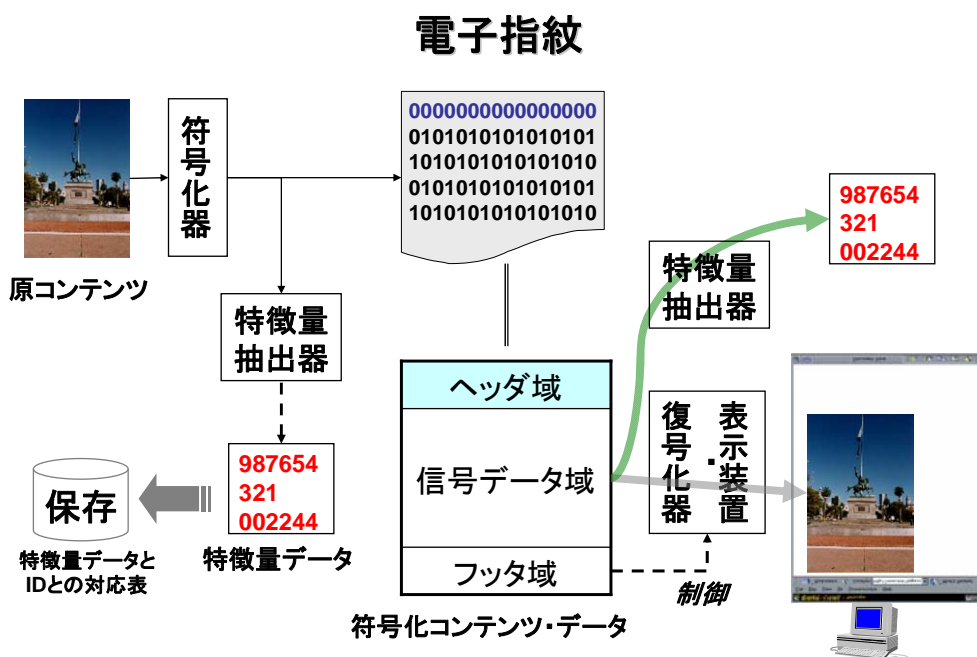 電子指紋
符号化器
0000000000000000
0101010101010101
1010101010101010
0101010101010101
1010101010101010
987654
321
002244
原コンテンツ
特徴量
抽出器
特徴量
抽出器
ヘッダ域
信号データ域
フッタ域
復号化器・
表示装置
987654
321
002244
保存
特徴量データと
IDとの対応表
特徴量データ
制御
符号化コンテンツ・データ